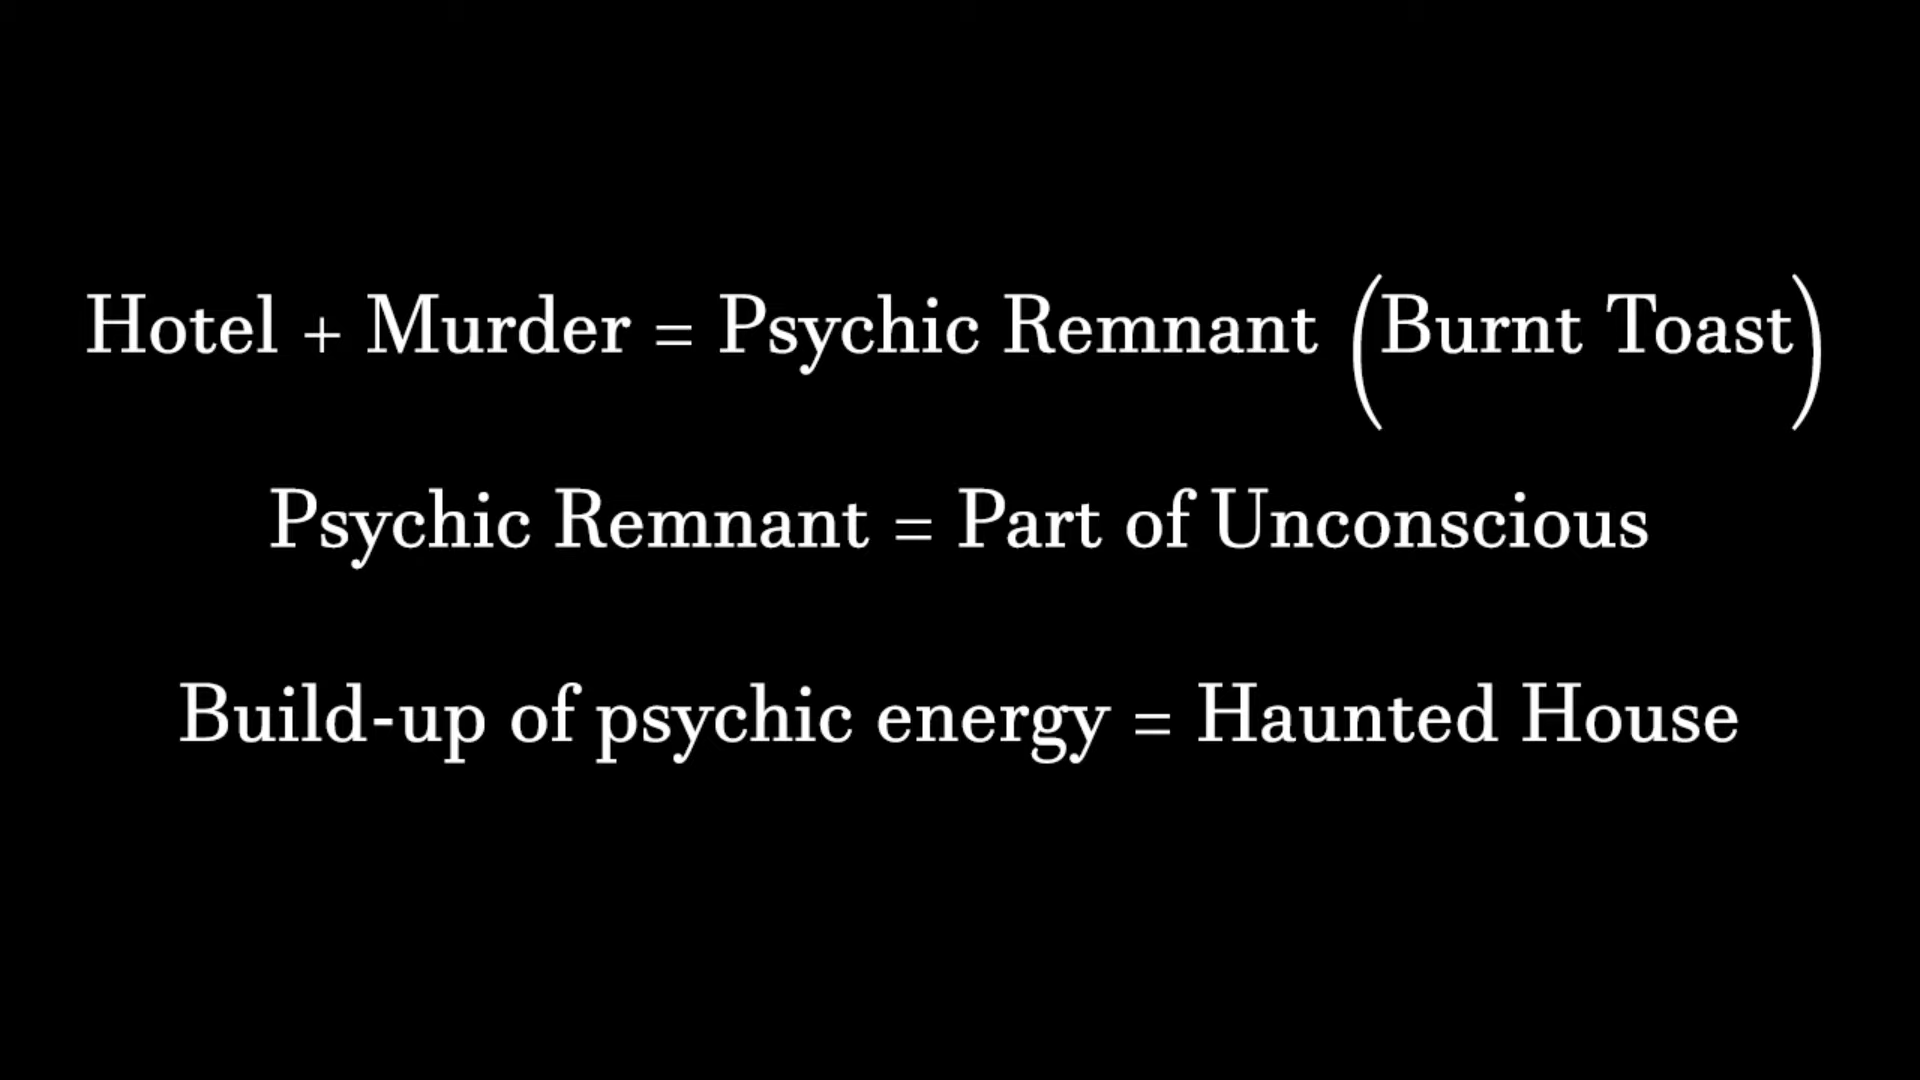 Hotel + Murder = Psychic Remnant (Burnt Toast)
Psychic Remnant = Part of Unconscious
Build-up of psychic energy = Haunted House